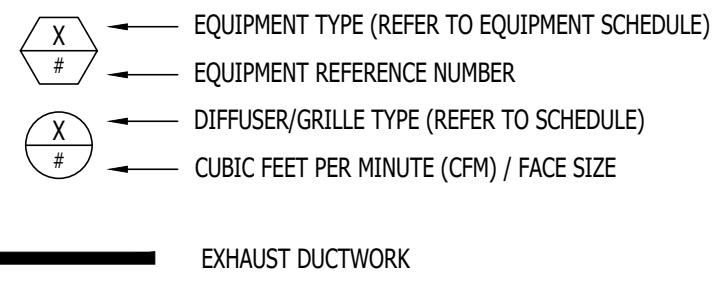 X
EQUIPMENT TYPE (REFER TO EQUIPMENT SCHEDULE)
#
EQUIPMENT REFERENCE NUMBER
X
DIFFUSER/GRILLE TYPE (REFER TO SCHEDULE)
#
CUBIC FEET PER MINUTE (CFM) / FACE SIZE
EXHAUST DUCTWORK